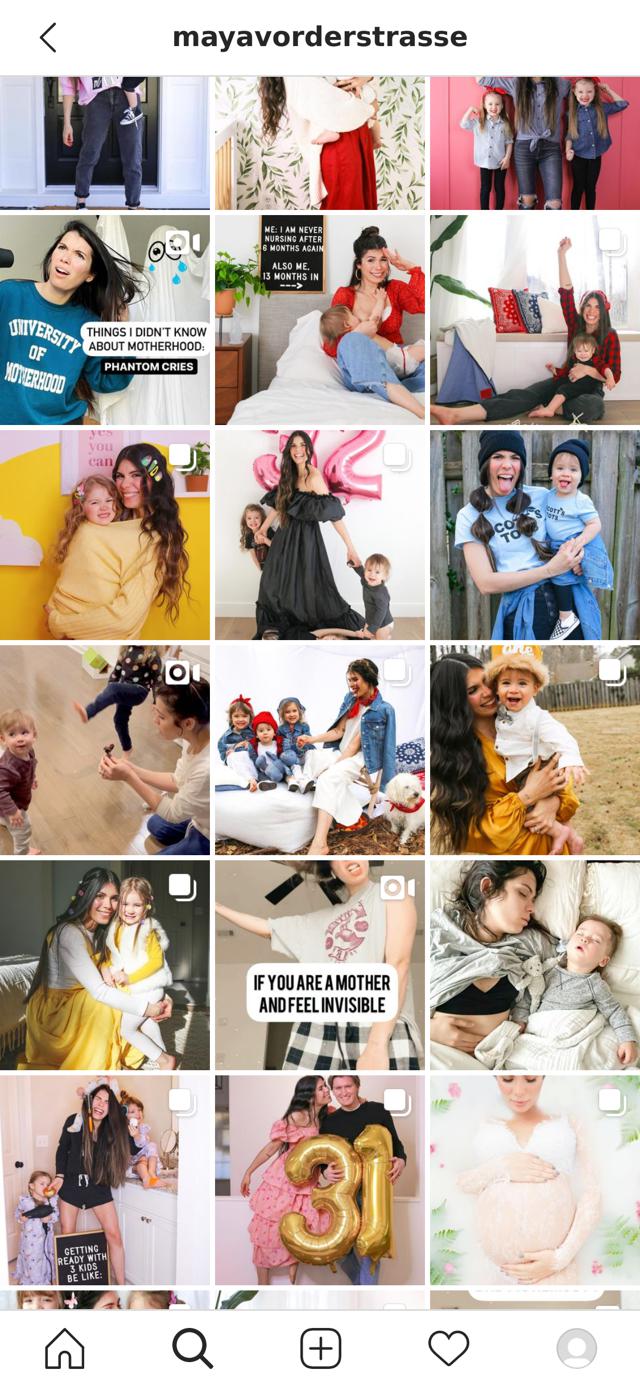 mayavorderstrasse
ME: I AM NEVER
NURSING AFTER
6 MONTHS AGAIN
ALSO ME,
13 MONTHS IN
--->
UNIVERSITY
OF
MOTHERHOOD
THINGS I DIDN'T KNOW
ABOUT MOTHERHOOD:
PHANTOM CRIES
yes
you
can
32
SCOTT'S
TOTS
one
IF YOU ARE A MOTHER
AND FEEL INVISIBLE
GETTING
READY WITH
3 KIDS
BE LIKE:
31